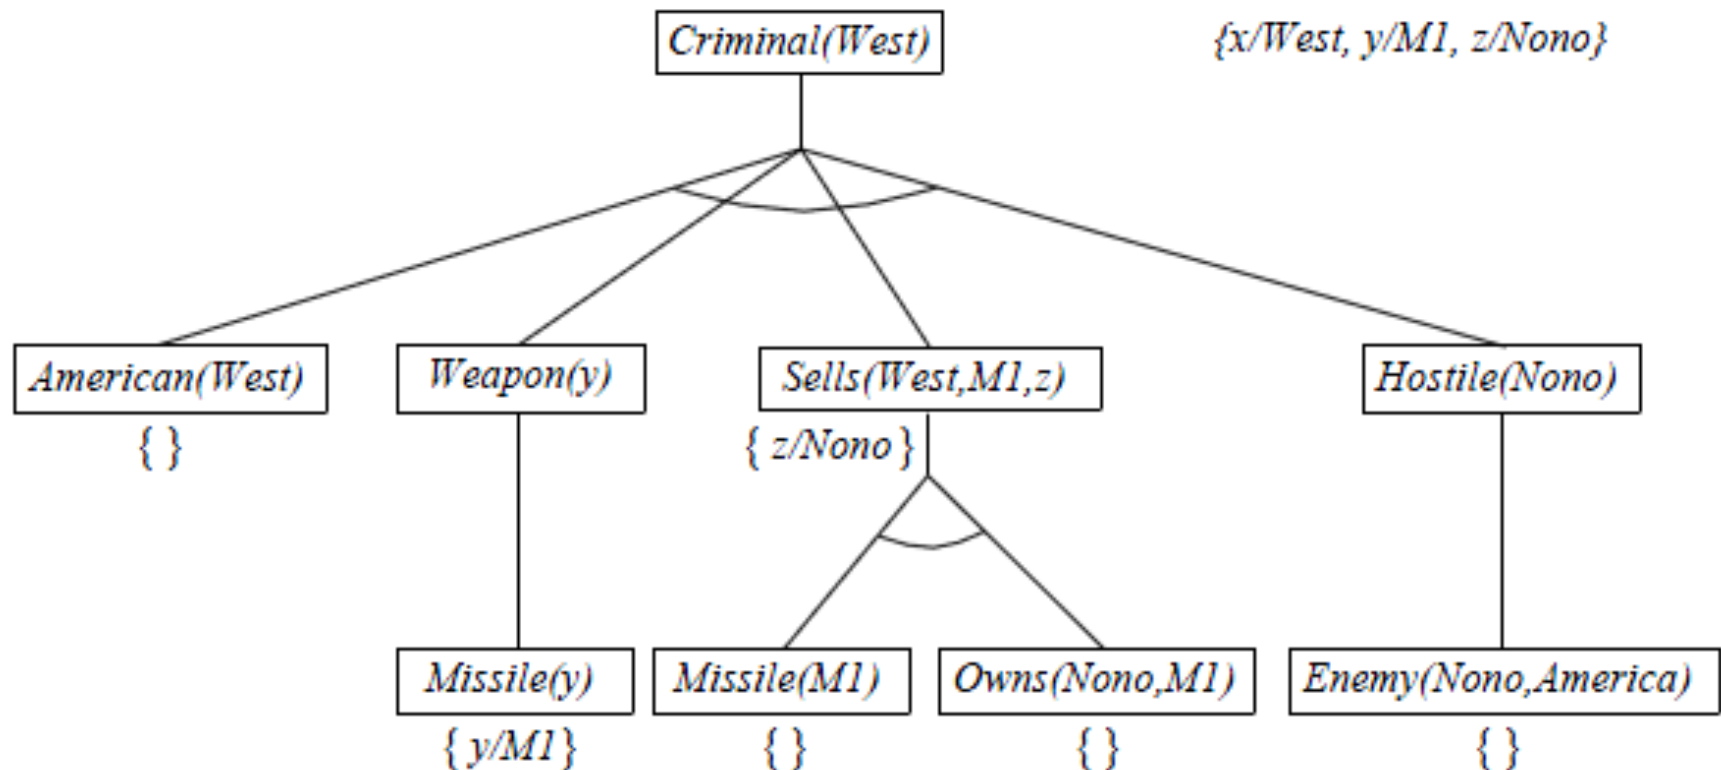 Criminal(West)
{x/West, y/M1, z/Nono}
American(West)
Weapon(y)
Sells(West,M1,z)
Hostile(Nono)
{ }
{ z/Nono }
Missile(y)
Missile(M1)
Owns(Nono,M1)
Enemy(Nono,America)
{ y/M1 }
{ }
{ }
{ }